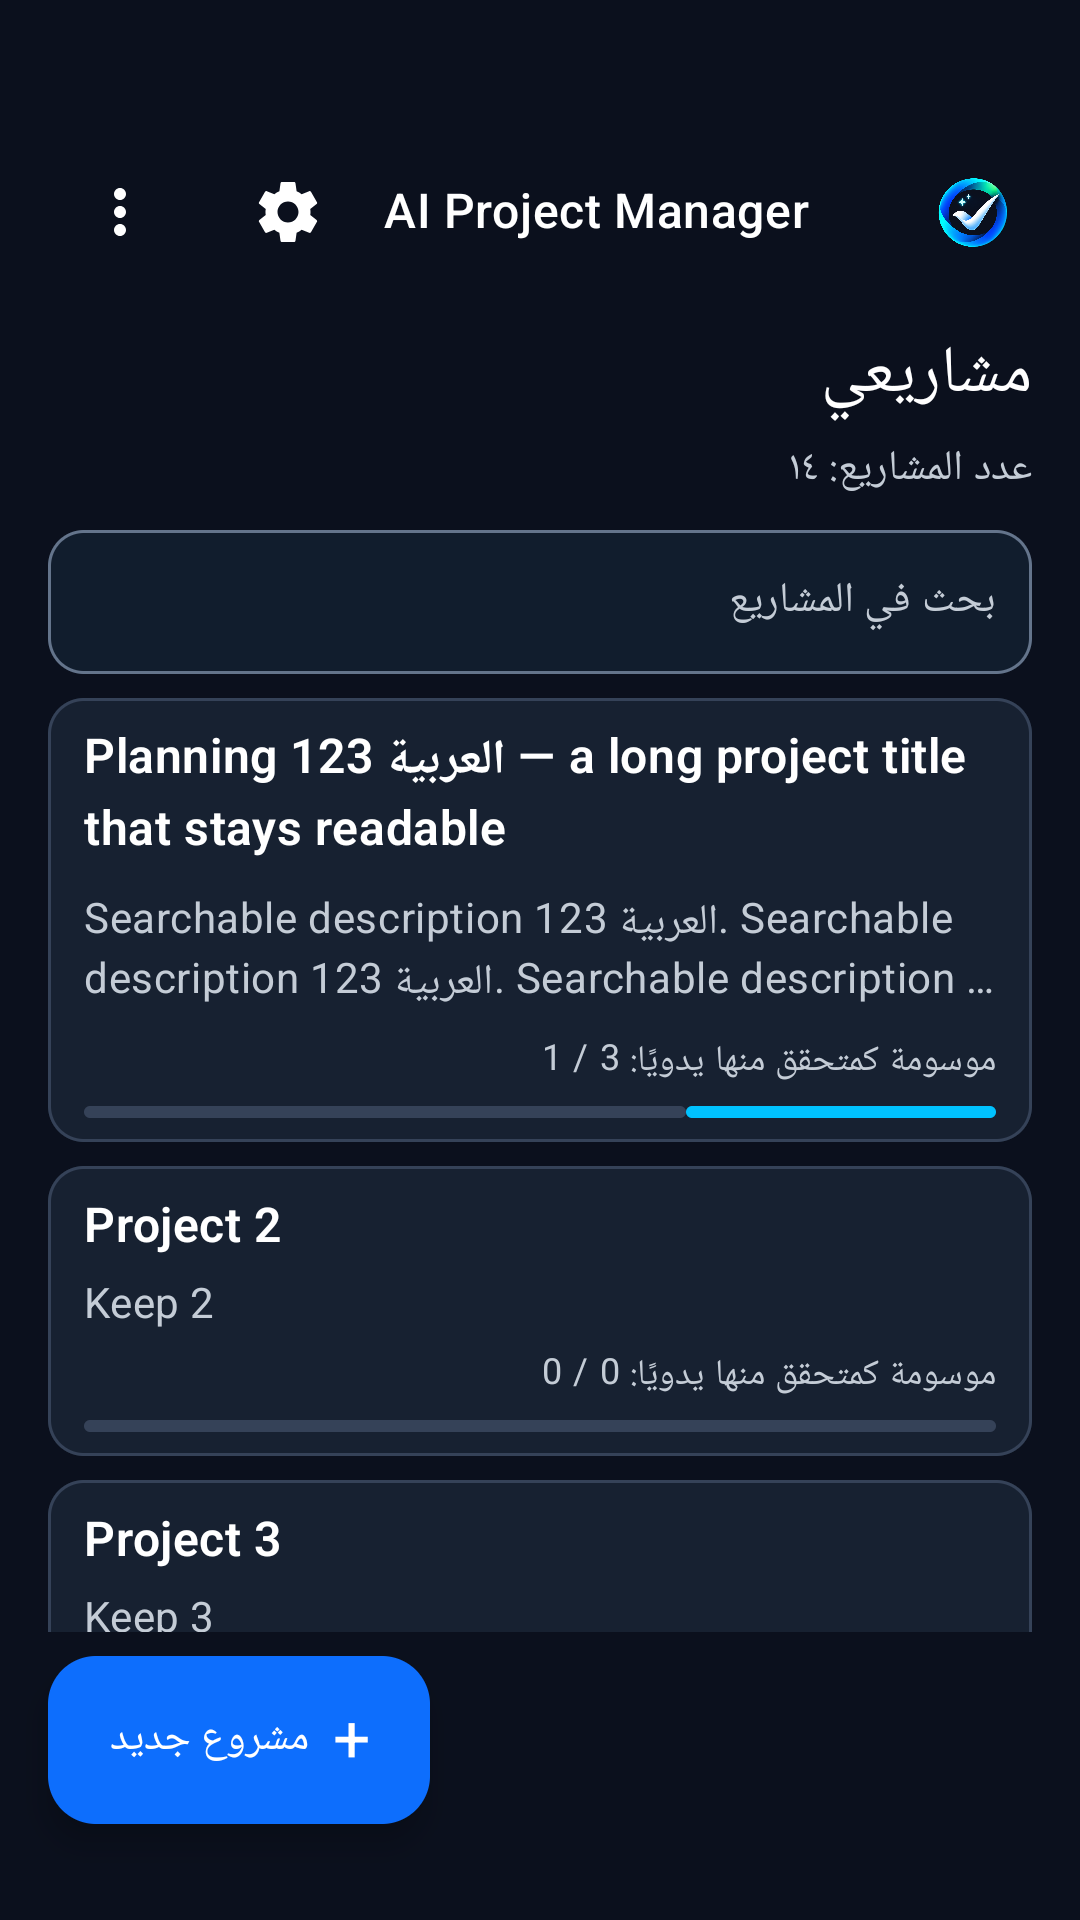 AI Project Manager
مشاريعي
عدد المشاريع: ١٤
بحث في المشاريع
Planning 123 العربية — a long project title
that stays readable
Searchable description 123 العربية. Searchable
description 123 العربية. Searchable description …
موسومة كمتحقق منها يدويًا: 3 / 1
Project 2
Keep 2
موسومة كمتحقق منها يدويًا: 0 / 0
Project 3
Keep 3
+ مشروع جديد